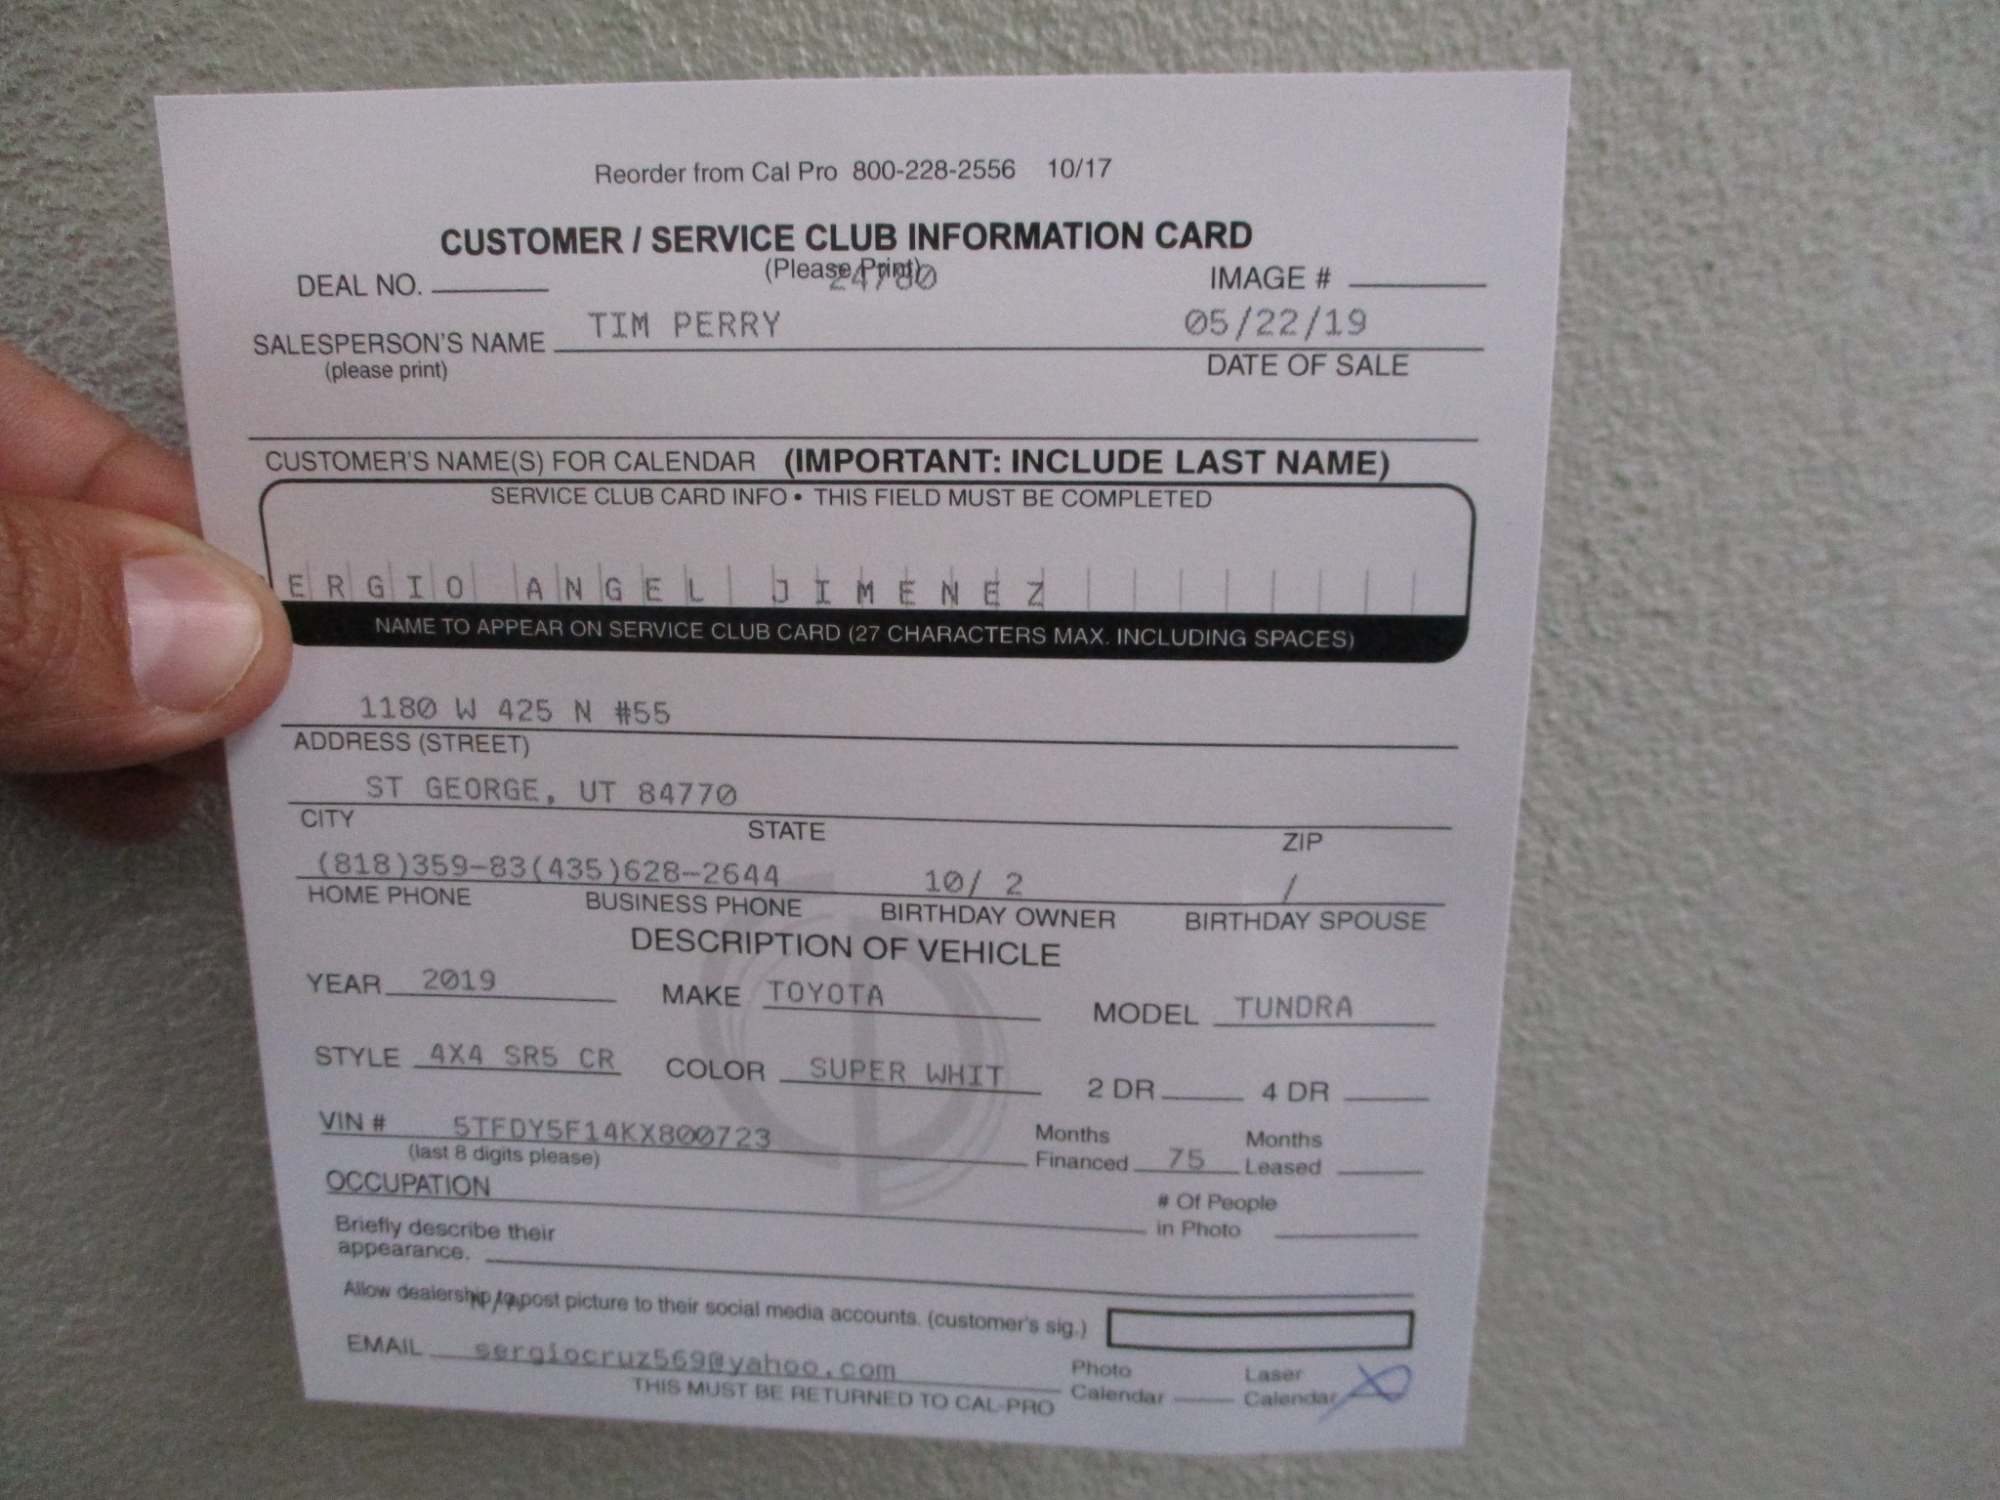 Reorder from Cal Pro 800-228-2556 10/17
CUSTOMER / SERVICE CLUB INFORMATION CARD
(Please Print)
24780
DEAL NO. IMAGE #
SALESPERSON'S NAME TIM PERRY 05/22/19
(please print) DATE OF SALE
CUSTOMER'S NAME(S) FOR CALENDAR (IMPORTANT: INCLUDE LAST NAME)
SERVICE CLUB CARD INFO • THIS FIELD MUST BE COMPLETED
ERGIO ANGEL JIMENEZ
NAME TO APPEAR ON SERVICE CLUB CARD (27 CHARACTERS MAX. INCLUDING SPACES)
1180 W 425 N #55
ADDRESS (STREET)
ST GEORGE, UT 84770
CITY STATE ZIP
(818)359-83(435)628-2644 10/ 2 /
HOME PHONE BUSINESS PHONE BIRTHDAY OWNER BIRTHDAY SPOUSE
DESCRIPTION OF VEHICLE
YEAR 2019 MAKE TOYOTA MODEL TUNDRA
STYLE 4X4 SR5 CR COLOR SUPER WHIT 2 DR 4 DR
VIN # 5TFDY5F14KX800723 Months Financed 75 Months Leased
(last 8 digits please)
OCCUPATION # Of People in Photo
Briefly describe their
appearance.
Allow dealership to post picture to their social media accounts. (customer's sig.)
N/A
EMAIL sergiocruz569@yahoo.com Photo Calendar Laser Calendar
THIS MUST BE RETURNED TO CAL-PRO